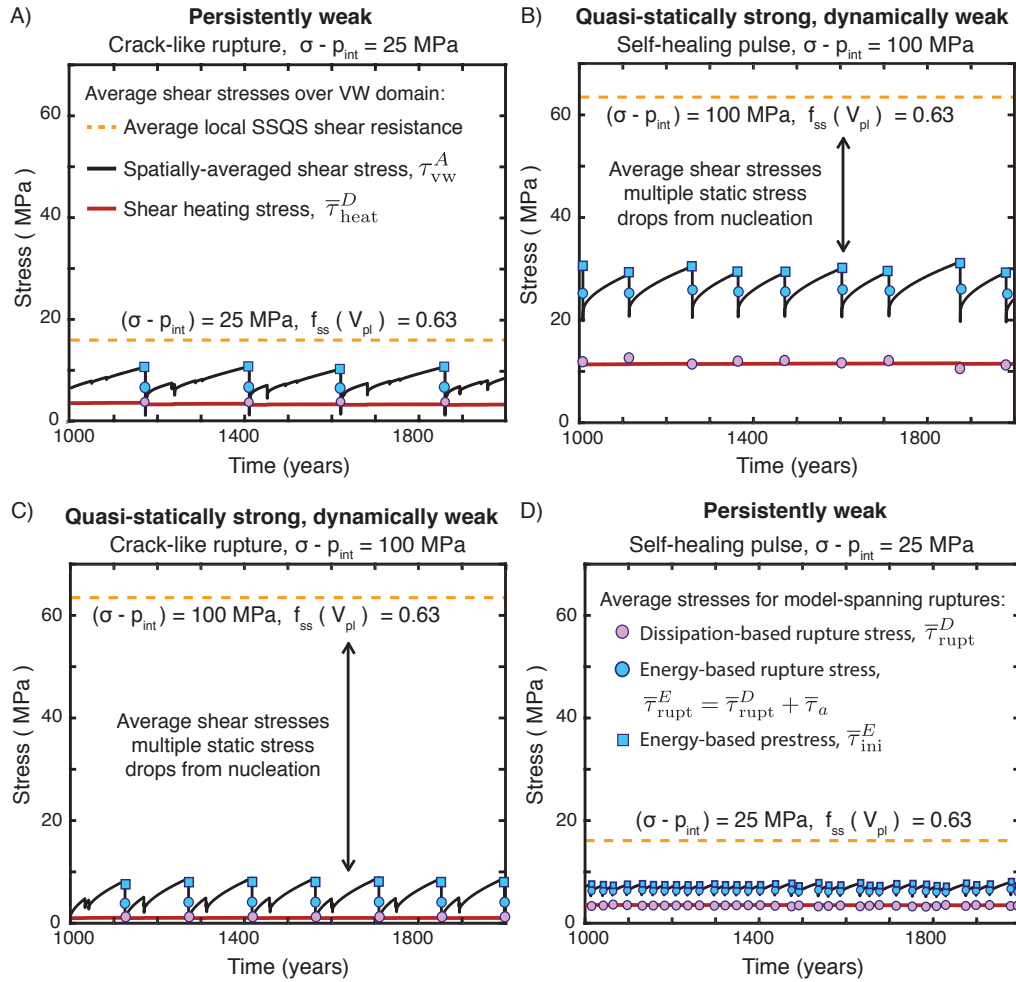 A)
Persistently weak
Crack-like rupture, σ - p_int = 25 MPa
Stress ( MPa)
60
40
20
0
Average shear stresses over VW domain:
Average local SSQS shear resistance
Spatially-averaged shear stress, τ_vw^A
Shear heating stress, τ̅_heat^D
(σ - p_int) = 25 MPa, f_ss ( V_pl ) = 0.63
1000 1400 1800
Time (years)
B)
Quasi-statically strong, dynamically weak
Self-healing pulse, σ - p_int = 100 MPa
Stress ( MPa)
60
40
20
0
(σ - p_int) = 100 MPa, f_ss ( V_pl ) = 0.63
Average shear stresses
multiple static stress
drops from nucleation
1000 1400 1800
Time (years)
C)
Quasi-statically strong, dynamically weak
Crack-like rupture, σ - p_int = 100 MPa
Stress ( MPa)
60
40
20
0
(σ - p_int) = 100 MPa, f_ss ( V_pl ) = 0.63
Average shear stresses
multiple static stress
drops from nucleation
1000 1400 1800
Time (years)
D)
Persistently weak
Self-healing pulse, σ - p_int = 25 MPa
Stress ( MPa)
60
40
20
0
Average stresses for model-spanning ruptures:
Dissipation-based rupture stress, τ̅_rupt^D
Energy-based rupture stress,
τ̅_rupt^E = τ̅_rupt^D + τ̅_a
Energy-based prestress, τ̅_ini^E
(σ - p_int) = 25 MPa, f_ss ( V_pl ) = 0.63
1000 1400 1800
Time (years)